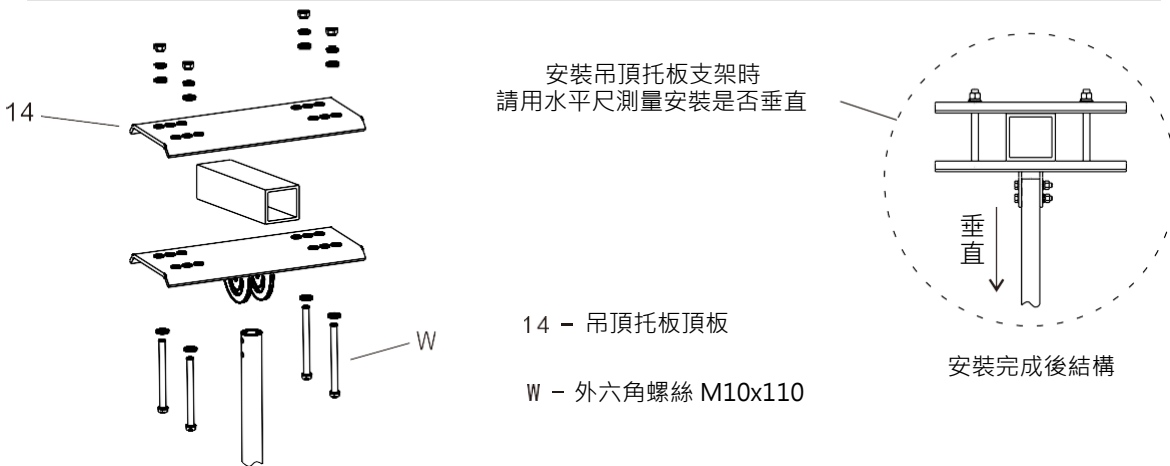 安裝吊頂托板支架時
請用水平尺測量安裝是否垂直
14
垂
直
W
14 – 吊頂托板頂板
W – 外六角螺絲 M10x110
安裝完成後結構